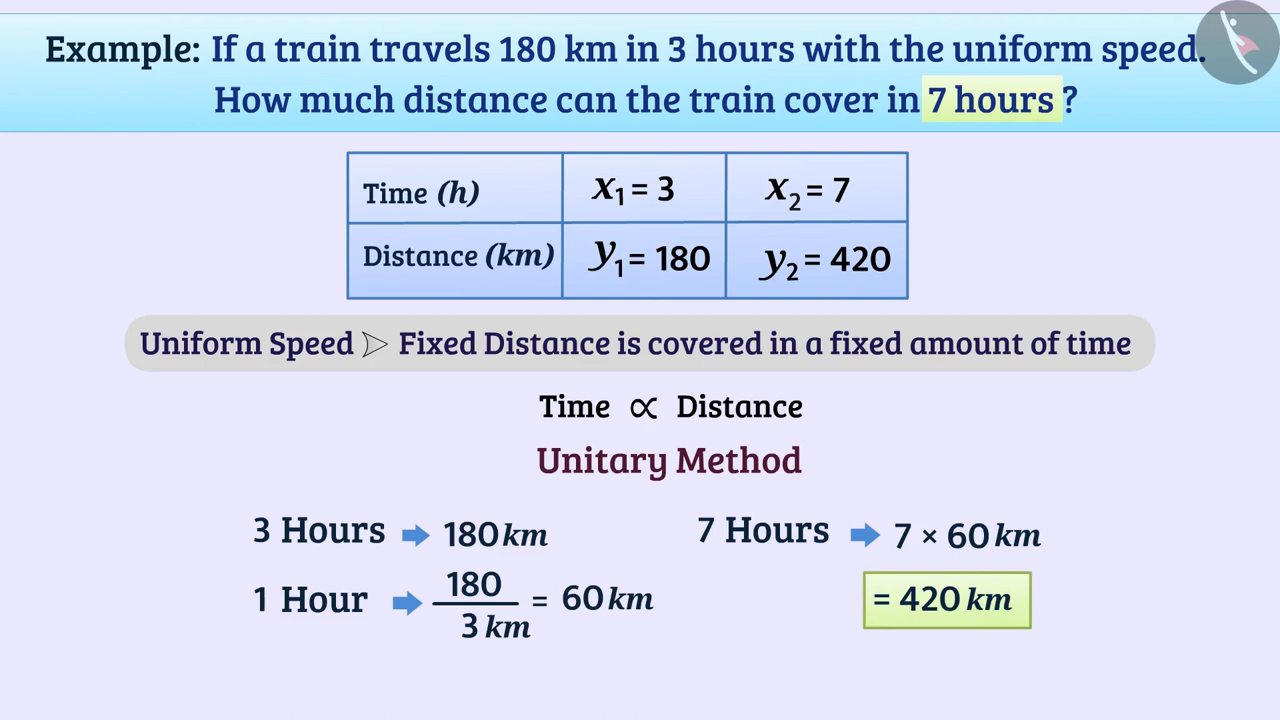 Example: If a train travels 180 km in 3 hours with the uniform speed.
How much distance can the train cover in 7 hours ?
Time (h) x₁ = 3 x₂ = 7
Distance (km) y₁ = 180 y₂ = 420
Uniform Speed ➢ Fixed Distance is covered in a fixed amount of time
Time ∝ Distance
Unitary Method
3 Hours ➡ 180 km
1 Hour ➡ 180/3 km = 60 km
7 Hours ➡ 7 × 60 km
= 420 km